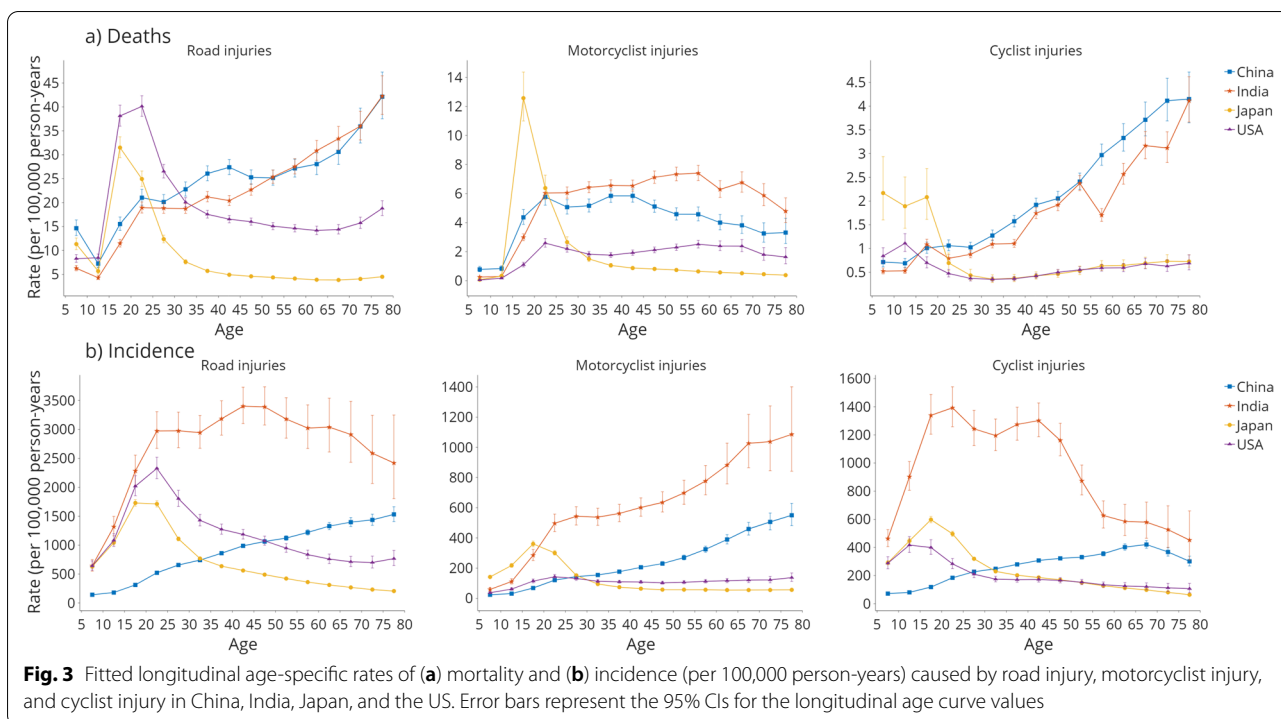 a) Deaths
Road injuries
Motorcyclist injuries
Cyclist injuries
Rate (per 100,000 person-years)
45
40
35
30
25
20
15
10
5
5 10 15 20 25 30 35 40 45 50 55 60 65 70 75 80
Age
14
12
10
8
6
4
2
0
5 10 15 20 25 30 35 40 45 50 55 60 65 70 75 80
Age
4.5
4
3.5
3
2.5
2
1.5
1
0.5
5 10 15 20 25 30 35 40 45 50 55 60 65 70 75 80
Age
China
India
Japan
USA
b) Incidence
Road injuries
Motorcyclist injuries
Cyclist injuries
Rate (per 100,000 person-years)
3500
3000
2500
2000
1500
1000
500
0
5 10 15 20 25 30 35 40 45 50 55 60 65 70 75 80
Age
1400
1200
1000
800
600
400
200
0
5 10 15 20 25 30 35 40 45 50 55 60 65 70 75 80
Age
1600
1400
1200
1000
800
600
400
200
0
5 10 15 20 25 30 35 40 45 50 55 60 65 70 75 80
Age
China
India
Japan
USA
Fig. 3 Fitted longitudinal age-specific rates of (a) mortality and (b) incidence (per 100,000 person-years) caused by road injury, motorcyclist injury,
and cyclist injury in China, India, Japan, and the US. Error bars represent the 95% CIs for the longitudinal age curve values